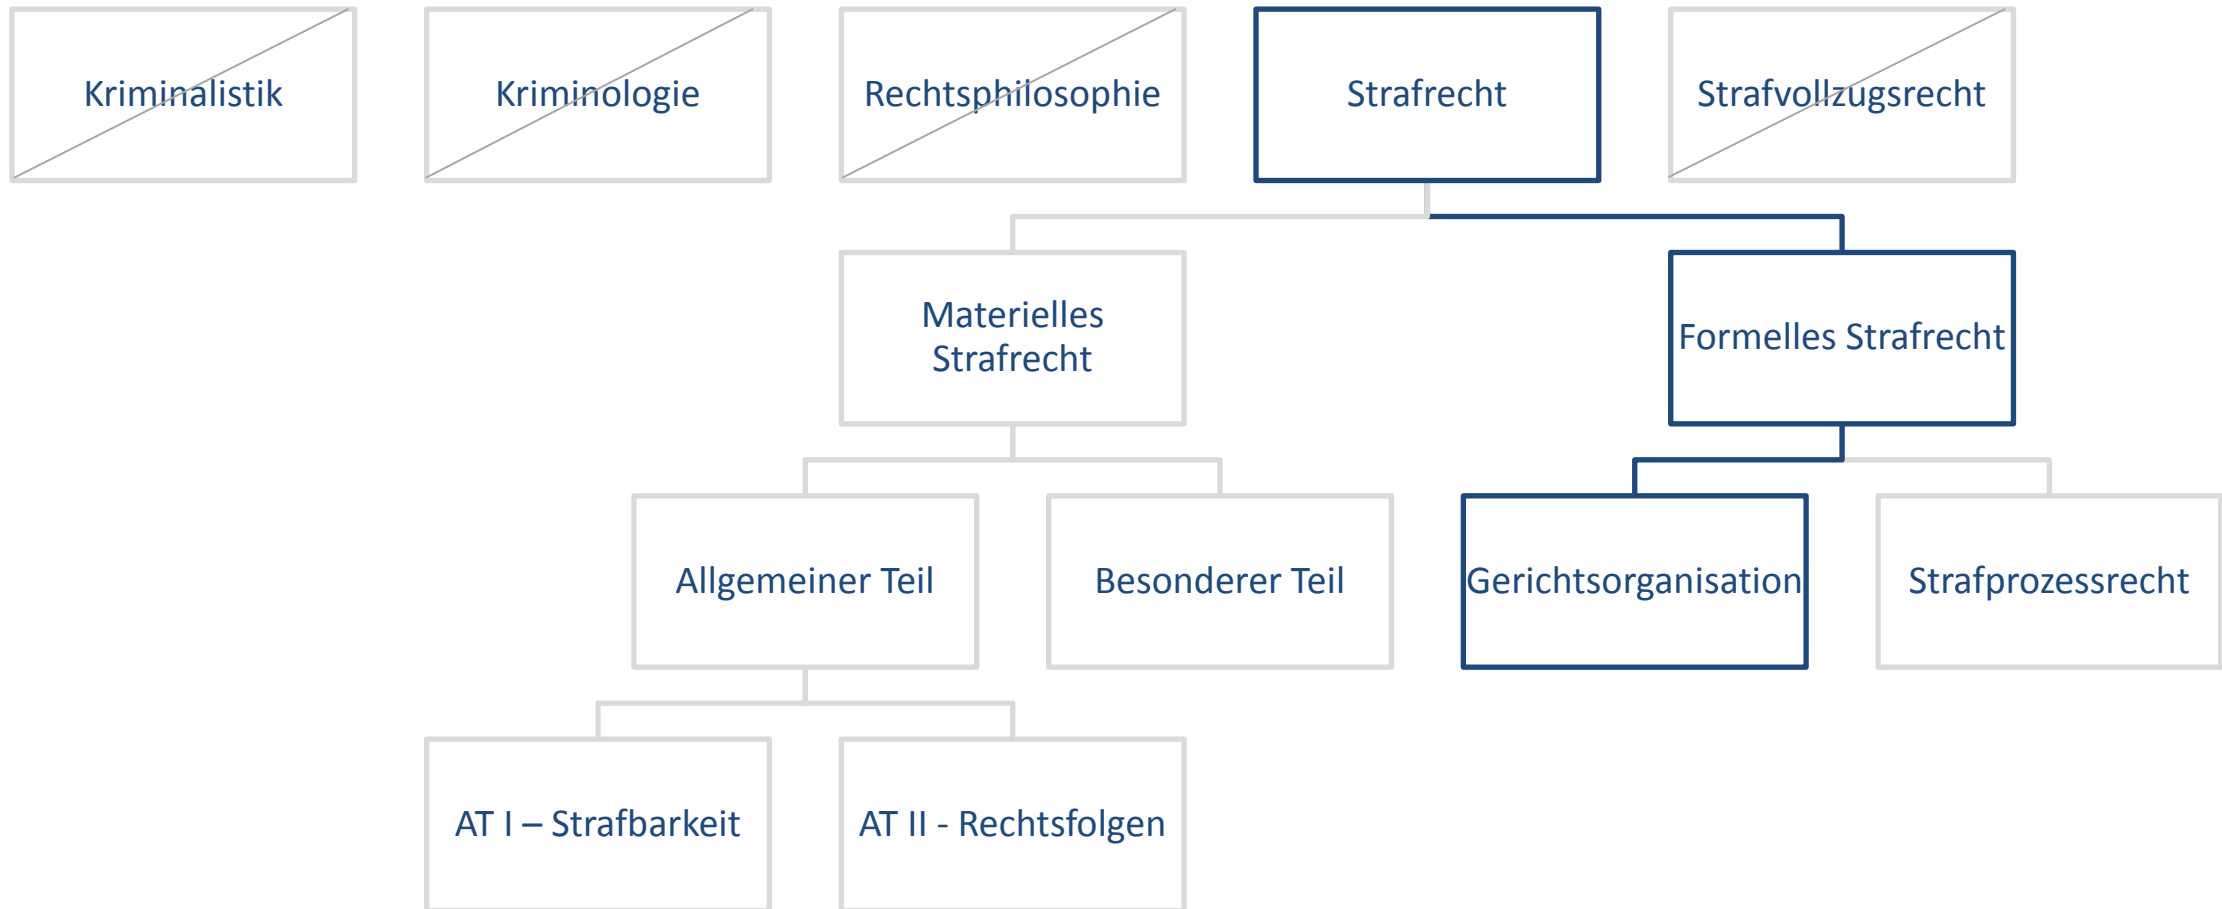 Kriminalistik
Kriminologie
Rechtsphilosophie
Strafrecht
Strafvollzugsrecht
Materielles
Strafrecht
Formelles Strafrecht
Allgemeiner Teil
Besonderer Teil
Gerichtsorganisation
Strafprozessrecht
AT I – Strafbarkeit
AT II - Rechtsfolgen